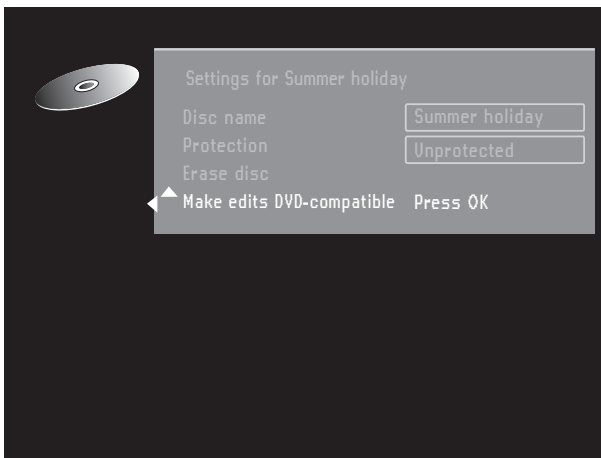 Settings for Summer holiday
Disc name Summer holiday
Protection Unprotected
Erase disc
Make edits DVD-compatible Press OK